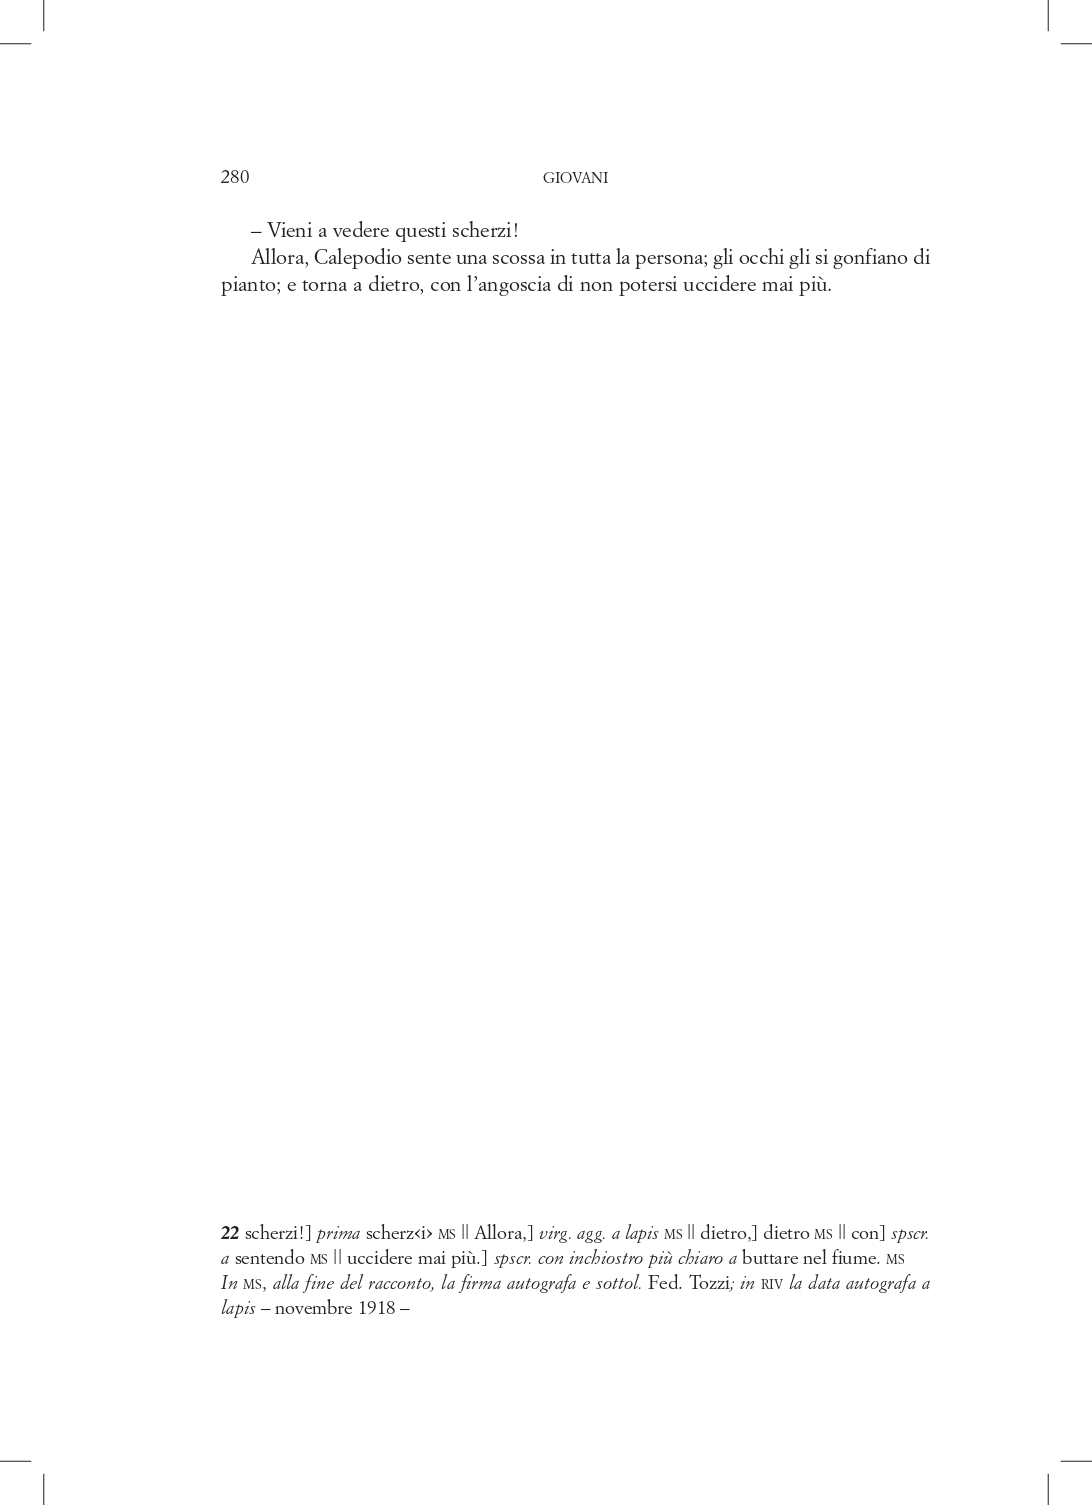 280 GIOVANI
– Vieni a vedere questi scherzi!
Allora, Calepodio sente una scossa in tutta la persona; gli occhi gli si gonfiano di
pianto; e torna a dietro, con l’angoscia di non potersi uccidere mai più.
22 scherzi!] prima scherz‹i› MS || Allora,] virg. agg. a lapis MS || dietro,] dietro MS || con] spscr.
a sentendo MS || uccidere mai più.] spscr. con inchiostro più chiaro a buttare nel fiume. MS
In MS, alla fine del racconto, la firma autografa e sottol. Fed. Tozzi; in RIV la data autografa a
lapis – novembre 1918 –